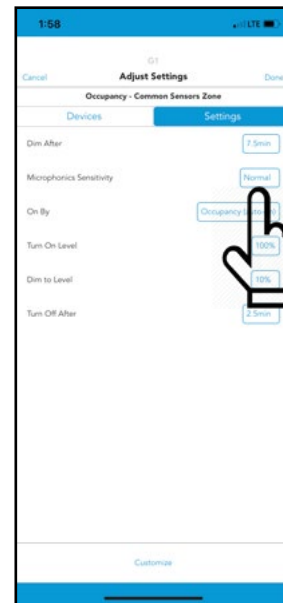 1:58 LTE
G1
Cancel Adjust Settings Done
Occupancy - Common Sensors Zone
Devices Settings
Dim After 7.5min
Microphonics Sensitivity Normal
On By Occupancy
Turn On Level 100%
Dim to Level 10%
Turn Off After 2.5min
Customize